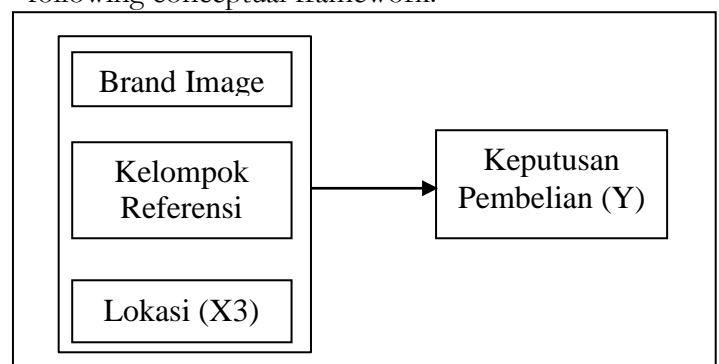 following conceptual framework:
Brand Image
Kelompok
Referensi
Lokasi (X3)
Keputusan
Pembelian (Y)